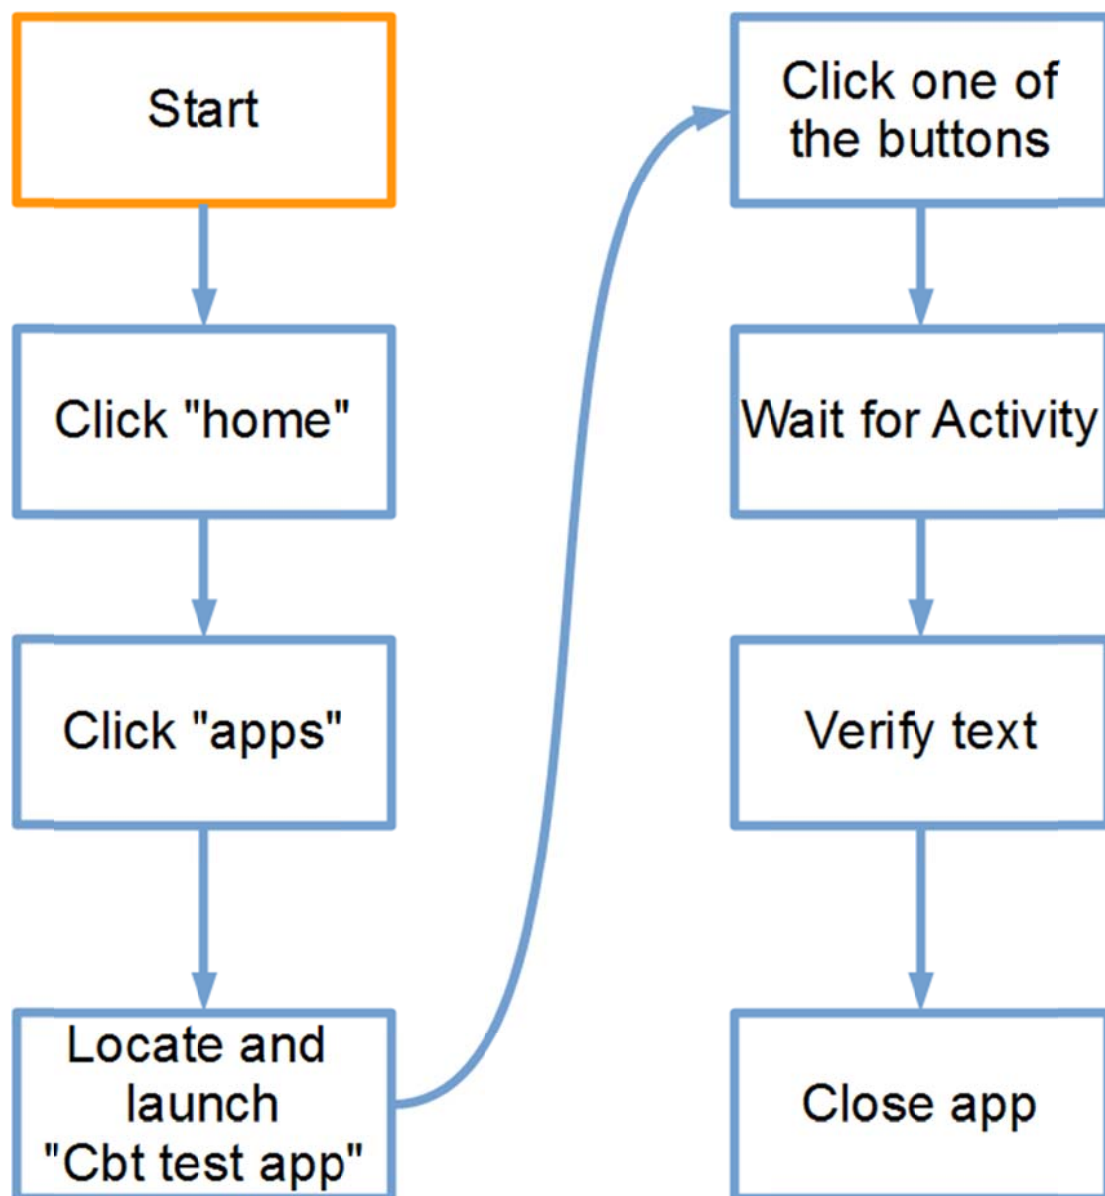 Start
Click "home"
Click "apps"
Locate and
launch
"Cbt test app"
Click one of
the buttons
Wait for Activity
Verify text
Close app